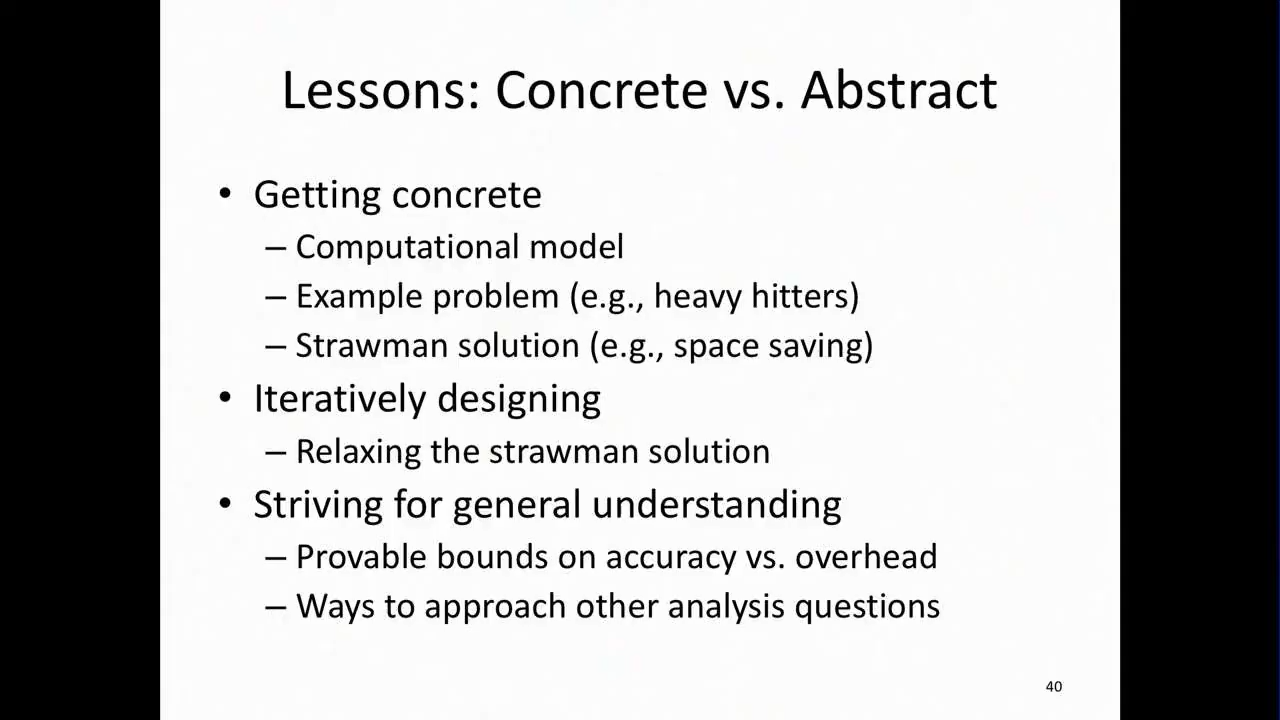 Lessons: Concrete vs. Abstract
• Getting concrete
– Computational model
– Example problem (e.g., heavy hitters)
– Strawman solution (e.g., space saving)
• Iteratively designing
– Relaxing the strawman solution
• Striving for general understanding
– Provable bounds on accuracy vs. overhead
– Ways to approach other analysis questions
40